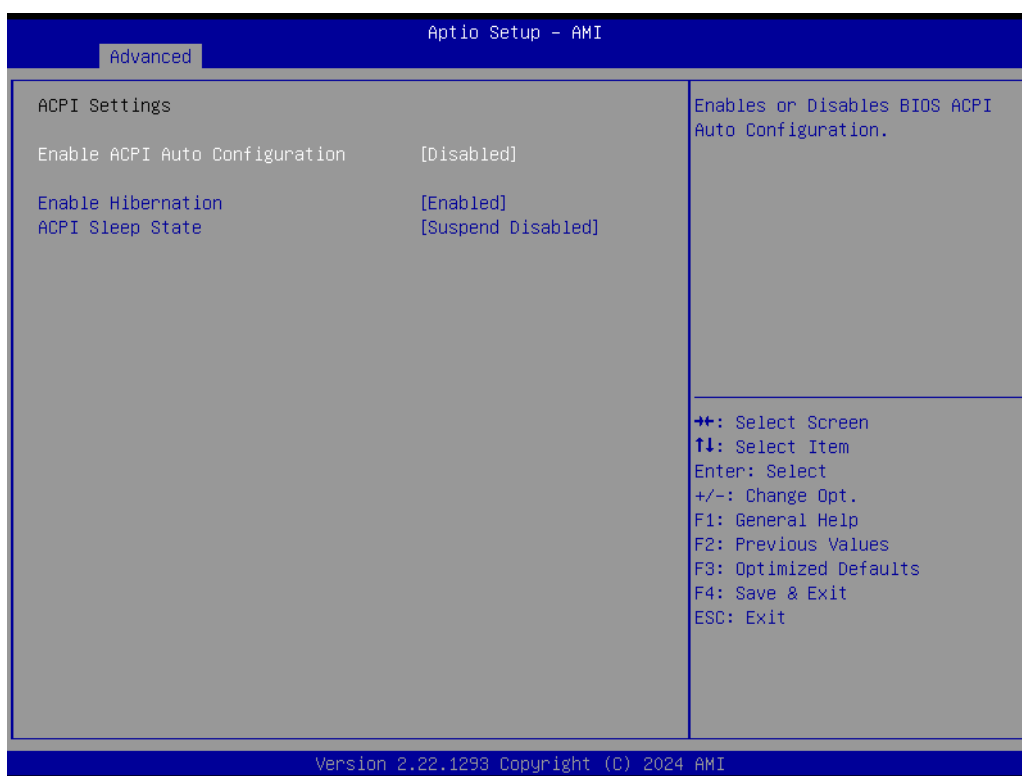 Aptio Setup – AMI
Advanced
ACPI Settings
Enable ACPI Auto Configuration [Disabled]
Enable Hibernation [Enabled]
ACPI Sleep State [Suspend Disabled]
Enables or Disables BIOS ACPI
Auto Configuration.
→←: Select Screen
↑↓: Select Item
Enter: Select
+/-: Change Opt.
F1: General Help
F2: Previous Values
F3: Optimized Defaults
F4: Save & Exit
ESC: Exit
Version 2.22.1293 Copyright (C) 2024 AMI